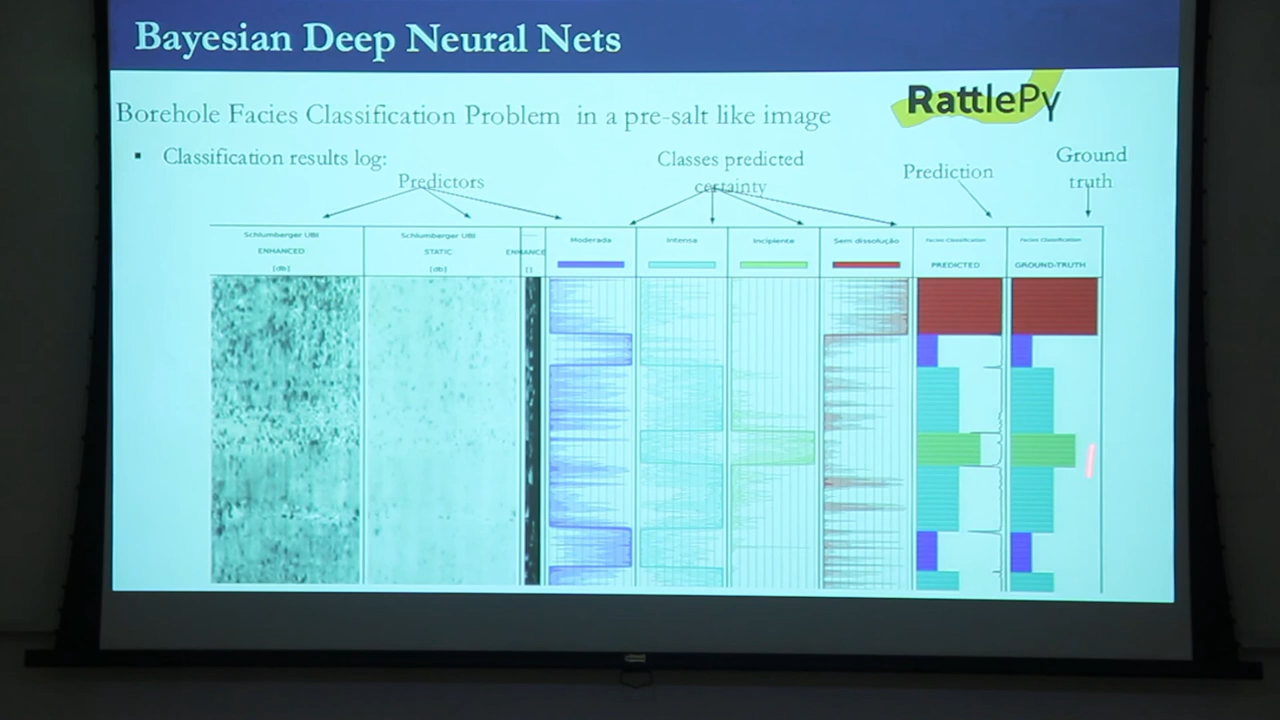 Bayesian Deep Neural Nets
RattlePy
Borehole Facies Classification Problem in a pre-salt like image
▪ Classification results log:
Predictors
Classes predicted
certainty
Prediction
Ground
truth
Schlumberger UBI
ENHANCED
[db]
Schlumberger UBI
STATIC
[db]
ENHANCE
[]
Moderada
Intensa
Incipiente
Sem dissolução
Facies Classification
PREDICTED
Facies Classification
GROUND-TRUTH